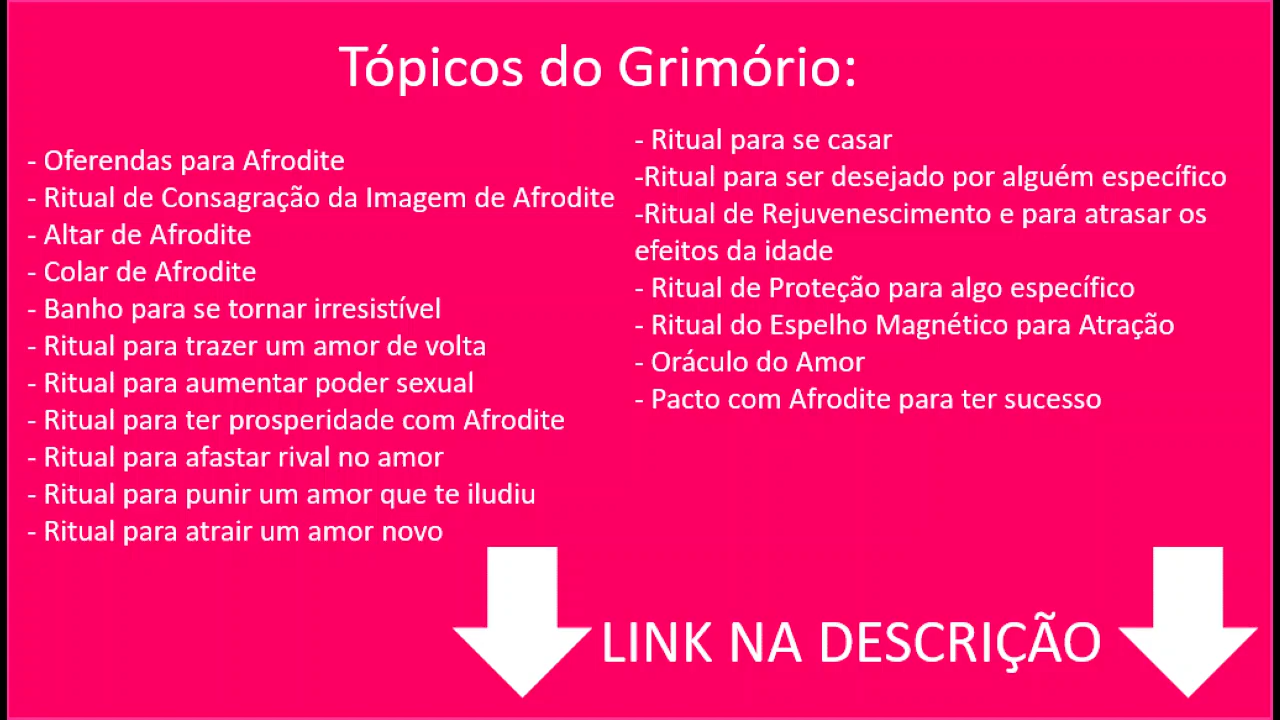 Tópicos do Grimório:
- Oferendas para Afrodite
- Ritual de Consagração da Imagem de Afrodite
- Altar de Afrodite
- Colar de Afrodite
- Banho para se tornar irresistível
- Ritual para trazer um amor de volta
- Ritual para aumentar poder sexual
- Ritual para ter prosperidade com Afrodite
- Ritual para afastar rival no amor
- Ritual para punir um amor que te iludiu
- Ritual para atrair um amor novo
- Ritual para se casar
-Ritual para ser desejado por alguém específico
-Ritual de Rejuvenescimento e para atrasar os
efeitos da idade
- Ritual de Proteção para algo específico
- Ritual do Espelho Magnético para Atração
- Oráculo do Amor
- Pacto com Afrodite para ter sucesso
LINK NA DESCRIÇÃO